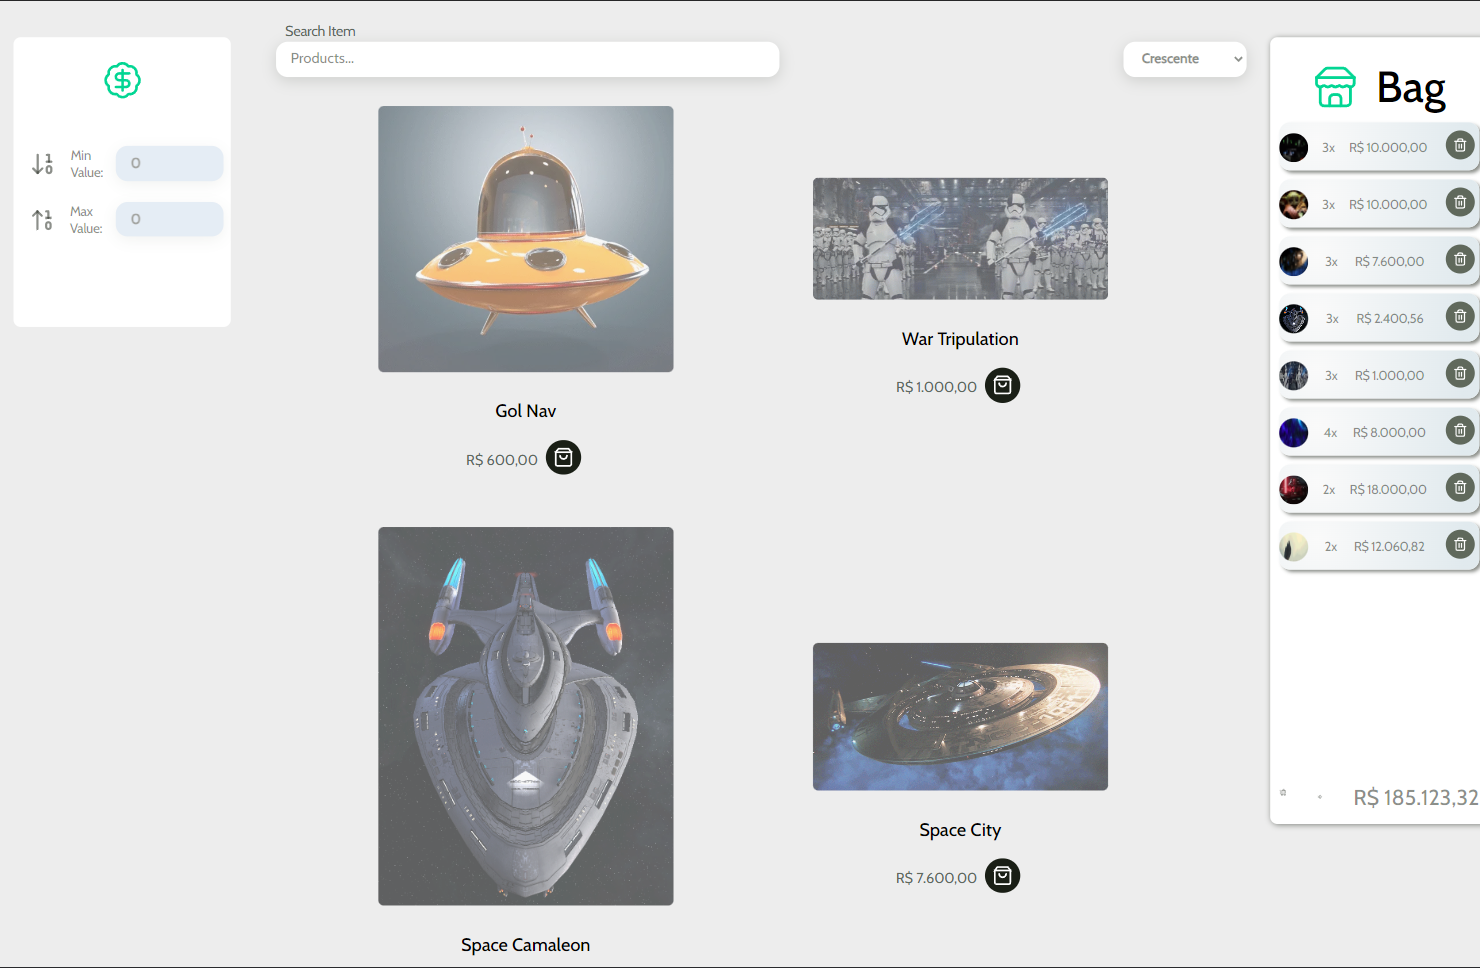 Search Item
Products...
Crescente
Min
Value:
0
Max
Value:
0
Gol Nav
R$ 600,00
War Tripulation
R$ 1.000,00
Space Camaleon
Space City
R$ 7.600,00
Bag
3x R$ 10.000,00
3x R$ 10.000,00
3x R$ 7.600,00
3x R$ 2.400,56
3x R$ 1.000,00
4x R$ 8.000,00
2x R$ 18.000,00
2x R$ 12.060,82
R$ 185.123,32